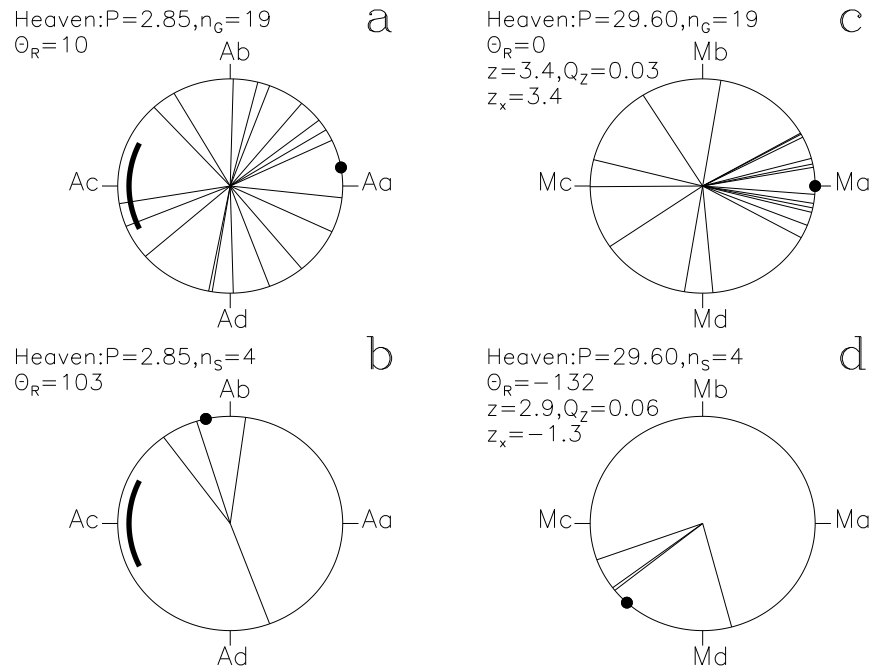 Heaven:P=2.85,n_G=19
a
Θ_R=10
Ab
Ac
Aa
Ad
Heaven:P=29.60,n_G=19
c
Θ_R=0
Mb
z=3.4,Q_Z=0.03
z_x=3.4
Mc
Ma
Md
Heaven:P=2.85,n_S=4
b
Θ_R=103
Ab
Ac
Aa
Ad
Heaven:P=29.60,n_S=4
d
Θ_R=−132
Mb
z=2.9,Q_Z=0.06
z_x=−1.3
Mc
Ma
Md